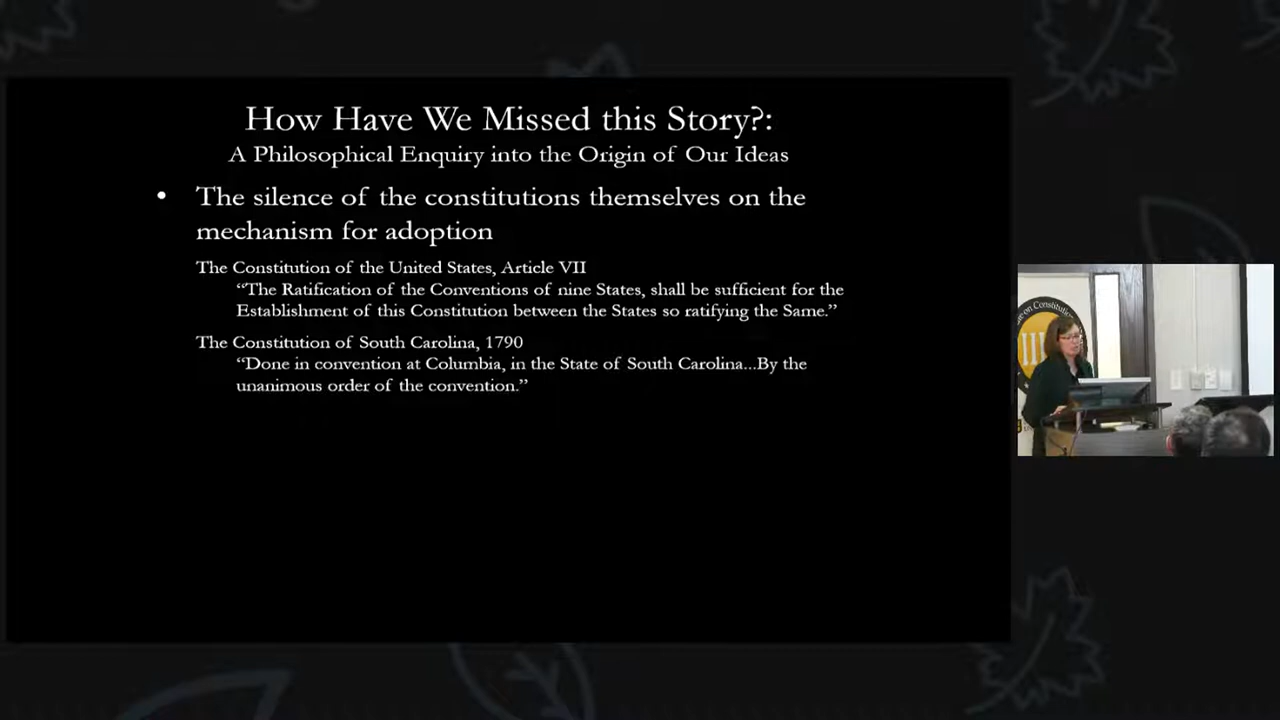 How Have We Missed this Story?:
A Philosophical Enquiry into the Origin of Our Ideas
• The silence of the constitutions themselves on the
mechanism for adoption
The Constitution of the United States, Article VII
“The Ratification of the Conventions of nine States, shall be sufficient for the
Establishment of this Constitution between the States so ratifying the Same.”
The Constitution of South Carolina, 1790
“Done in convention at Columbia, in the State of South Carolina...By the
unanimous order of the convention.”
on Constitutio